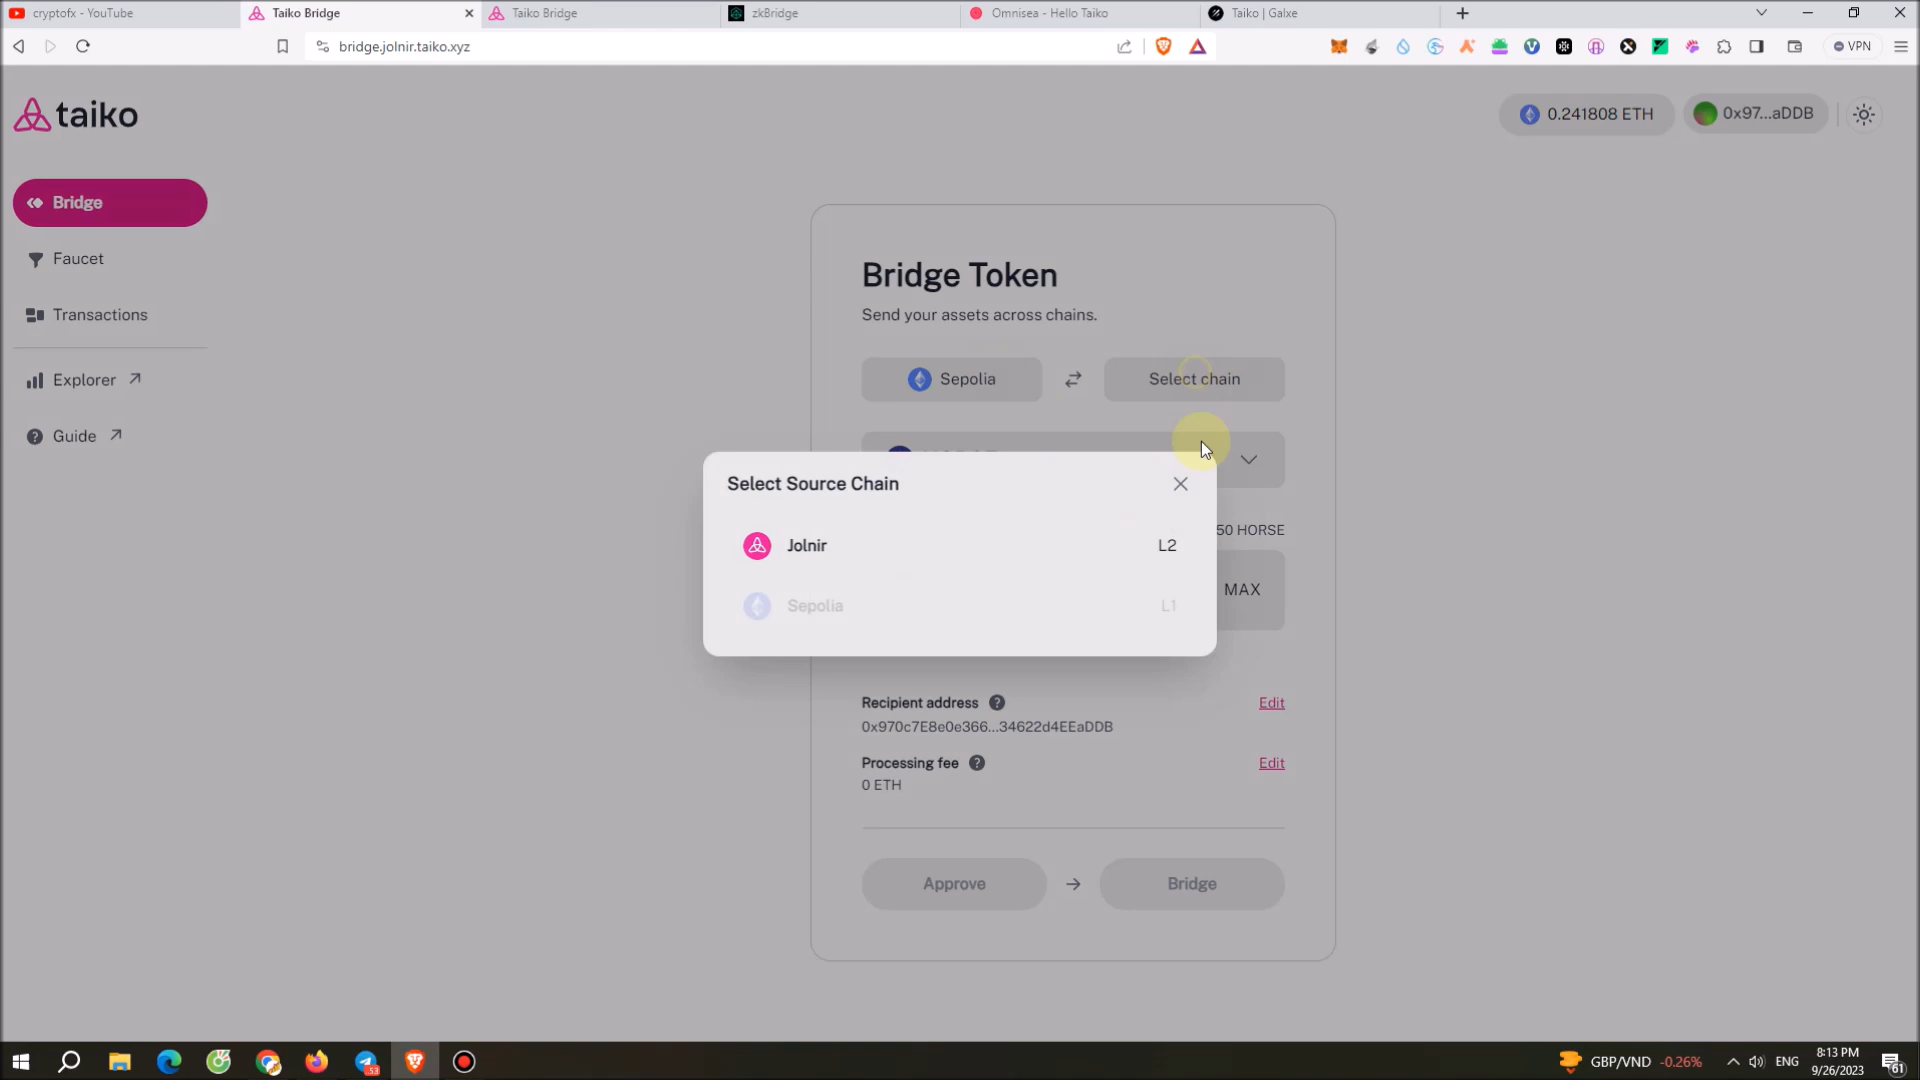 cryptofx - YouTube
Taiko Bridge
Taiko Bridge
zkBridge
Omnisea - Hello Taiko
Taiko | Galxe
bridge.jolnir.taiko.xyz
VPN
taiko
0.241808 ETH
0x97...aDDB
Bridge
Faucet
Transactions
Explorer
Guide
Bridge Token
Send your assets across chains.
Sepolia
Select chain
Select Source Chain
Jolnir
L2
Sepolia
L1
50 HORSE
MAX
Recipient address
Edit
0x970c7E8e0e366...34622d4EEaDDB
Processing fee
Edit
0 ETH
Approve
Bridge
53
GBP/VND
-0.26%
ENG
8:13 PM
9/26/2023
61